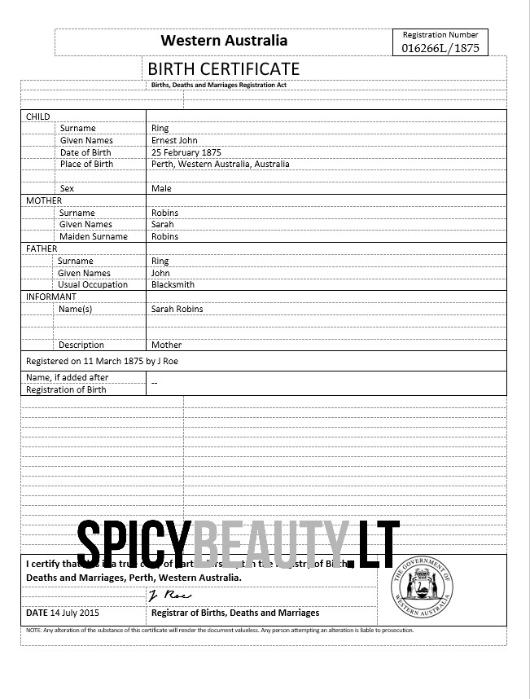 Western Australia
Registration Number
016266L/1875
BIRTH CERTIFICATE
Births, Deaths and Marriages Registration Act
CHILD
Surname Ring
Given Names Ernest John
Date of Birth 25 February 1875
Place of Birth Perth, Western Australia, Australia
Sex Male
MOTHER
Surname Robins
Given Names Sarah
Maiden Surname Robins
FATHER
Surname Ring
Given Names John
Usual Occupation Blacksmith
INFORMANT
Name(s) Sarah Robins
Description Mother
Registered on 11 March 1875 by J Roe
Name, if added after
Registration of Birth --
SPICYBEAUTY.LT
I certify that a true of the of
Deaths and Marriages, Perth, Western Australia.
J Roe
DATE 14 July 2015 Registrar of Births, Deaths and Marriages
THE GOVERNMENT OF WESTERN AUSTRALIA
NOTE: Any alteration of the substance of this certificate will render the document valueless. Any person attempting an alteration is liable to prosecution.